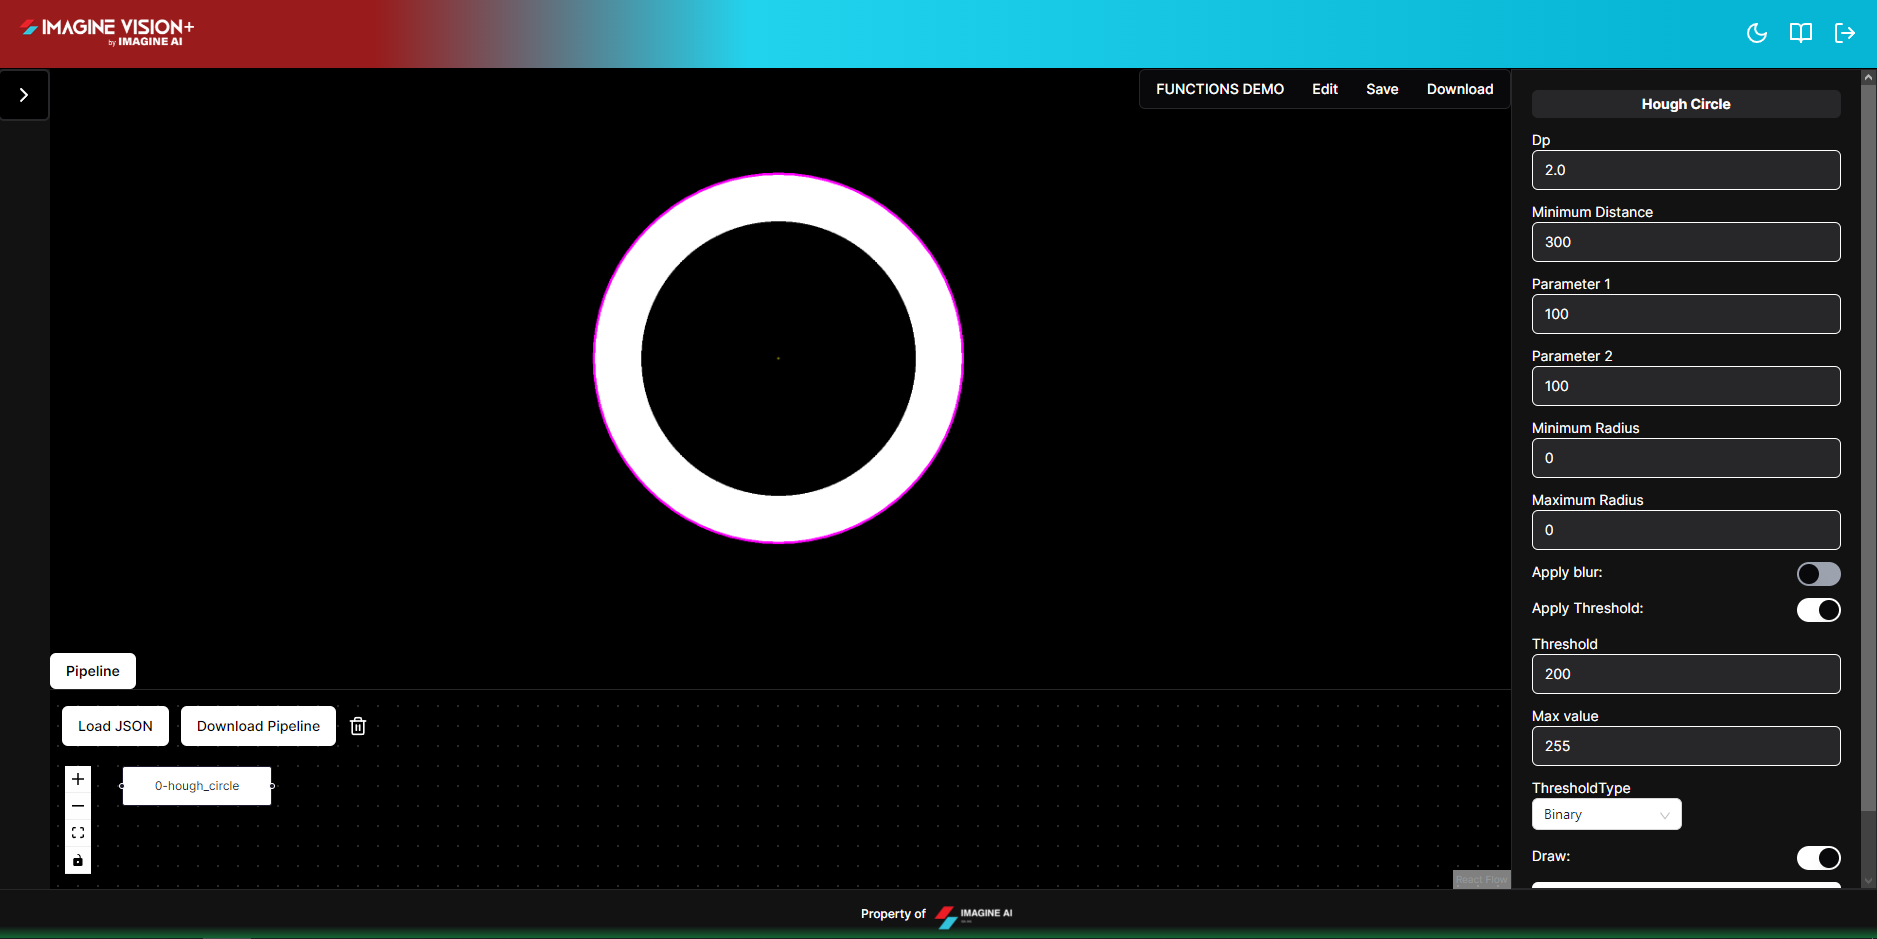 IMAGINE VISION+
by IMAGINE AI
FUNCTIONS DEMO
Edit
Save
Download
Hough Circle
Dp
2.0
Minimum Distance
300
Parameter 1
100
Parameter 2
100
Minimum Radius
0
Maximum Radius
0
Apply blur:
Apply Threshold:
Threshold
200
Max value
255
ThresholdType
Binary
Draw:
Pipeline
Load JSON
Download Pipeline
0-hough_circle
React Flow
Property of
IMAGINE AI